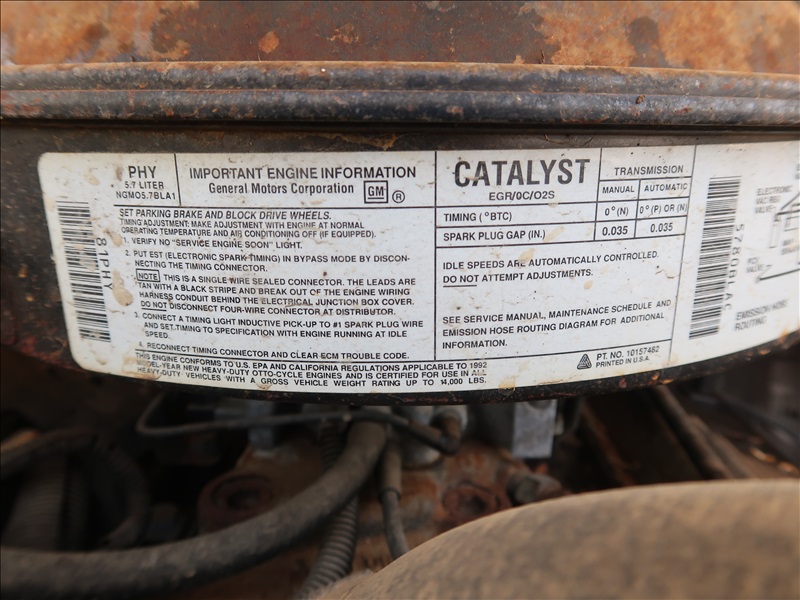 PHY
5.7 LITER
NGM05.7BLA1
IMPORTANT ENGINE INFORMATION
General Motors Corporation GM ®
SET PARKING BRAKE AND BLOCK DRIVE WHEELS.
TIMING ADJUSTMENT: MAKE ADJUSTMENT WITH ENGINE AT NORMAL
OPERATING TEMPERATURE AND AIR CONDITIONING OFF (IF EQUIPPED).
1. VERIFY NO "SERVICE ENGINE SOON" LIGHT.
2. PUT EST (ELECTRONIC SPARK TIMING) IN BYPASS MODE BY DISCON-
NECTING THE TIMING CONNECTOR.
NOTE THIS IS A SINGLE WIRE SEALED CONNECTOR. THE LEADS ARE
TAN WITH A BLACK STRIPE AND BREAK OUT OF THE ENGINE WIRING
HARNESS CONDUIT BEHIND THE ELECTRICAL JUNCTION BOX COVER.
DO NOT DISCONNECT FOUR-WIRE CONNECTOR AT DISTRIBUTOR.
3. CONNECT A TIMING LIGHT INDUCTIVE PICK-UP TO #1 SPARK PLUG WIRE
AND SET TIMING TO SPECIFICATION WITH ENGINE RUNNING AT IDLE
SPEED.
4. RECONNECT TIMING CONNECTOR AND CLEAR ECM TROUBLE CODE.
THIS ENGINE CONFORMS TO U.S. EPA AND CALIFORNIA REGULATIONS APPLICABLE TO 1992
MODEL-YEAR NEW HEAVY-DUTY OTTO-CYCLE ENGINES AND IS CERTIFIED FOR USE IN ALL
HEAVY-DUTY VEHICLES WITH A GROSS VEHICLE WEIGHT RATING UP TO 14,000 LBS.
81PHY
CATALYST
EGR/OC/O2S
TRANSMISSION
MANUAL AUTOMATIC
TIMING (°BTC) 0°(N) 0°(P) OR (N)
SPARK PLUG GAP (IN.) 0.035 0.035
IDLE SPEEDS ARE AUTOMATICALLY CONTROLLED.
DO NOT ATTEMPT ADJUSTMENTS.
SEE SERVICE MANUAL, MAINTENANCE SCHEDULE AND
EMISSION HOSE ROUTING DIAGRAM FOR ADDITIONAL
INFORMATION.
PT. NO. 10157482
PRINTED IN U.S.A.
ELECTRONIC
VAC REG
VALVE
PCV
VALVE
EMISSION HOSE
ROUTING